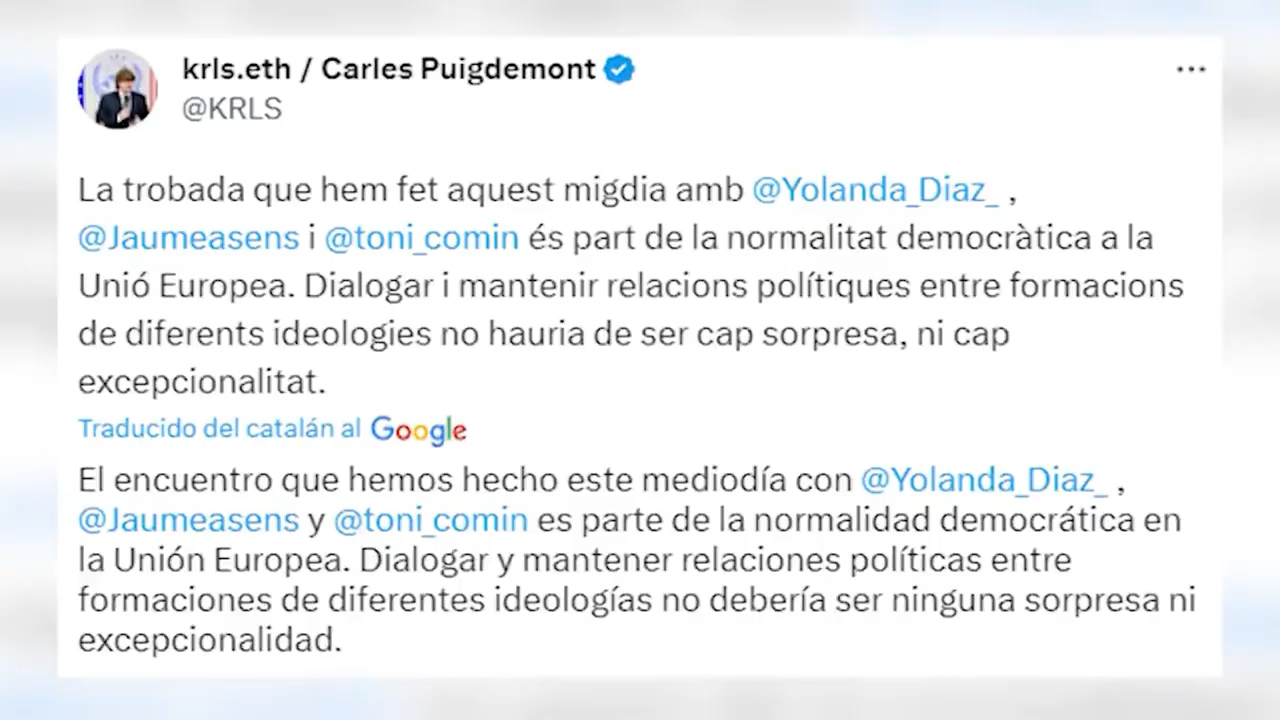 krls.eth / Carles Puigdemont
@KRLS
La trobada que hem fet aquest migdia amb @Yolanda_Diaz_ ,
@Jaumeasens i @toni_comin és part de la normalitat democràtica a la
Unió Europea. Dialogar i mantenir relacions polítiques entre formacions
de diferents ideologies no hauria de ser cap sorpresa, ni cap
excepcionalitat.
Traducido del catalán al Google
El encuentro que hemos hecho este mediodía con @Yolanda_Diaz_ ,
@Jaumeasens y @toni_comin es parte de la normalidad democrática en
la Unión Europea. Dialogar y mantener relaciones políticas entre
formaciones de diferentes ideologías no debería ser ninguna sorpresa ni
excepcionalidad.